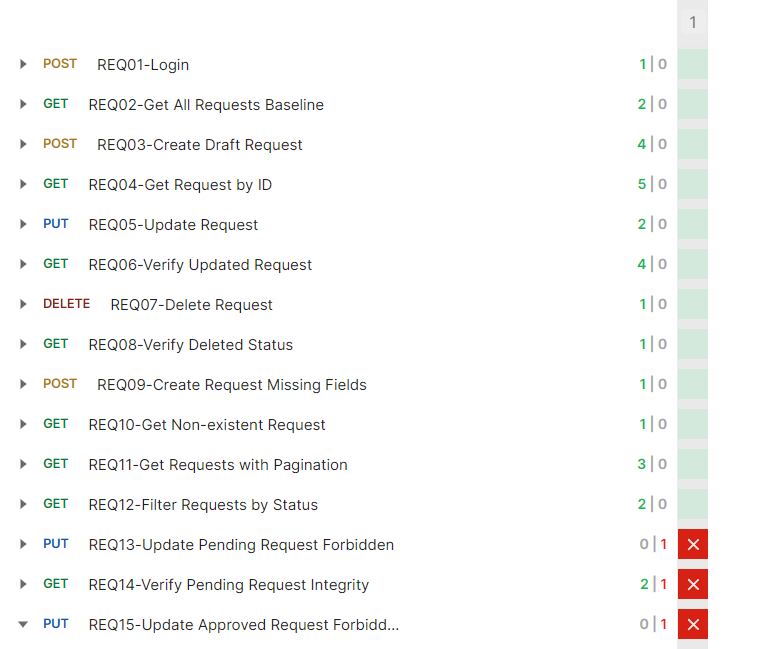 1
POST REQ01-Login 1|0
GET REQ02-Get All Requests Baseline 2|0
POST REQ03-Create Draft Request 4|0
GET REQ04-Get Request by ID 5|0
PUT REQ05-Update Request 2|0
GET REQ06-Verify Updated Request 4|0
DELETE REQ07-Delete Request 1|0
GET REQ08-Verify Deleted Status 1|0
POST REQ09-Create Request Missing Fields 1|0
GET REQ10-Get Non-existent Request 1|0
GET REQ11-Get Requests with Pagination 3|0
GET REQ12-Filter Requests by Status 2|0
PUT REQ13-Update Pending Request Forbidden 0|1
GET REQ14-Verify Pending Request Integrity 2|1
PUT REQ15-Update Approved Request Forbidd... 0|1